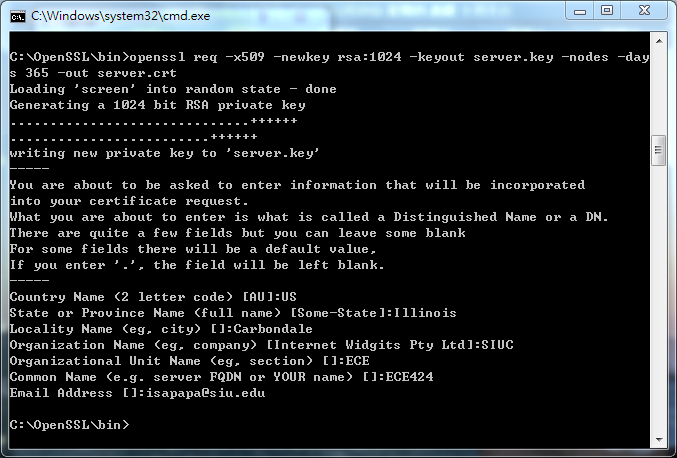 C:\Windows\system32\cmd.exe
C:\OpenSSL\bin>openssl req -x509 -newkey rsa:1024 -keyout server.key -nodes -day
s 365 -out server.crt
Loading 'screen' into random state - done
Generating a 1024 bit RSA private key
..............................++++++
.........................++++++
writing new private key to 'server.key'
-----
You are about to be asked to enter information that will be incorporated
into your certificate request.
What you are about to enter is what is called a Distinguished Name or a DN.
There are quite a few fields but you can leave some blank
For some fields there will be a default value,
If you enter '.', the field will be left blank.
-----
Country Name (2 letter code) [AU]:US
State or Province Name (full name) [Some-State]:Illinois
Locality Name (eg, city) []:Carbondale
Organization Name (eg, company) [Internet Widgits Pty Ltd]:SIUC
Organizational Unit Name (eg, section) []:ECE
Common Name (e.g. server FQDN or YOUR name) []:ECE424
Email Address []:isapapa@siu.edu
C:\OpenSSL\bin>